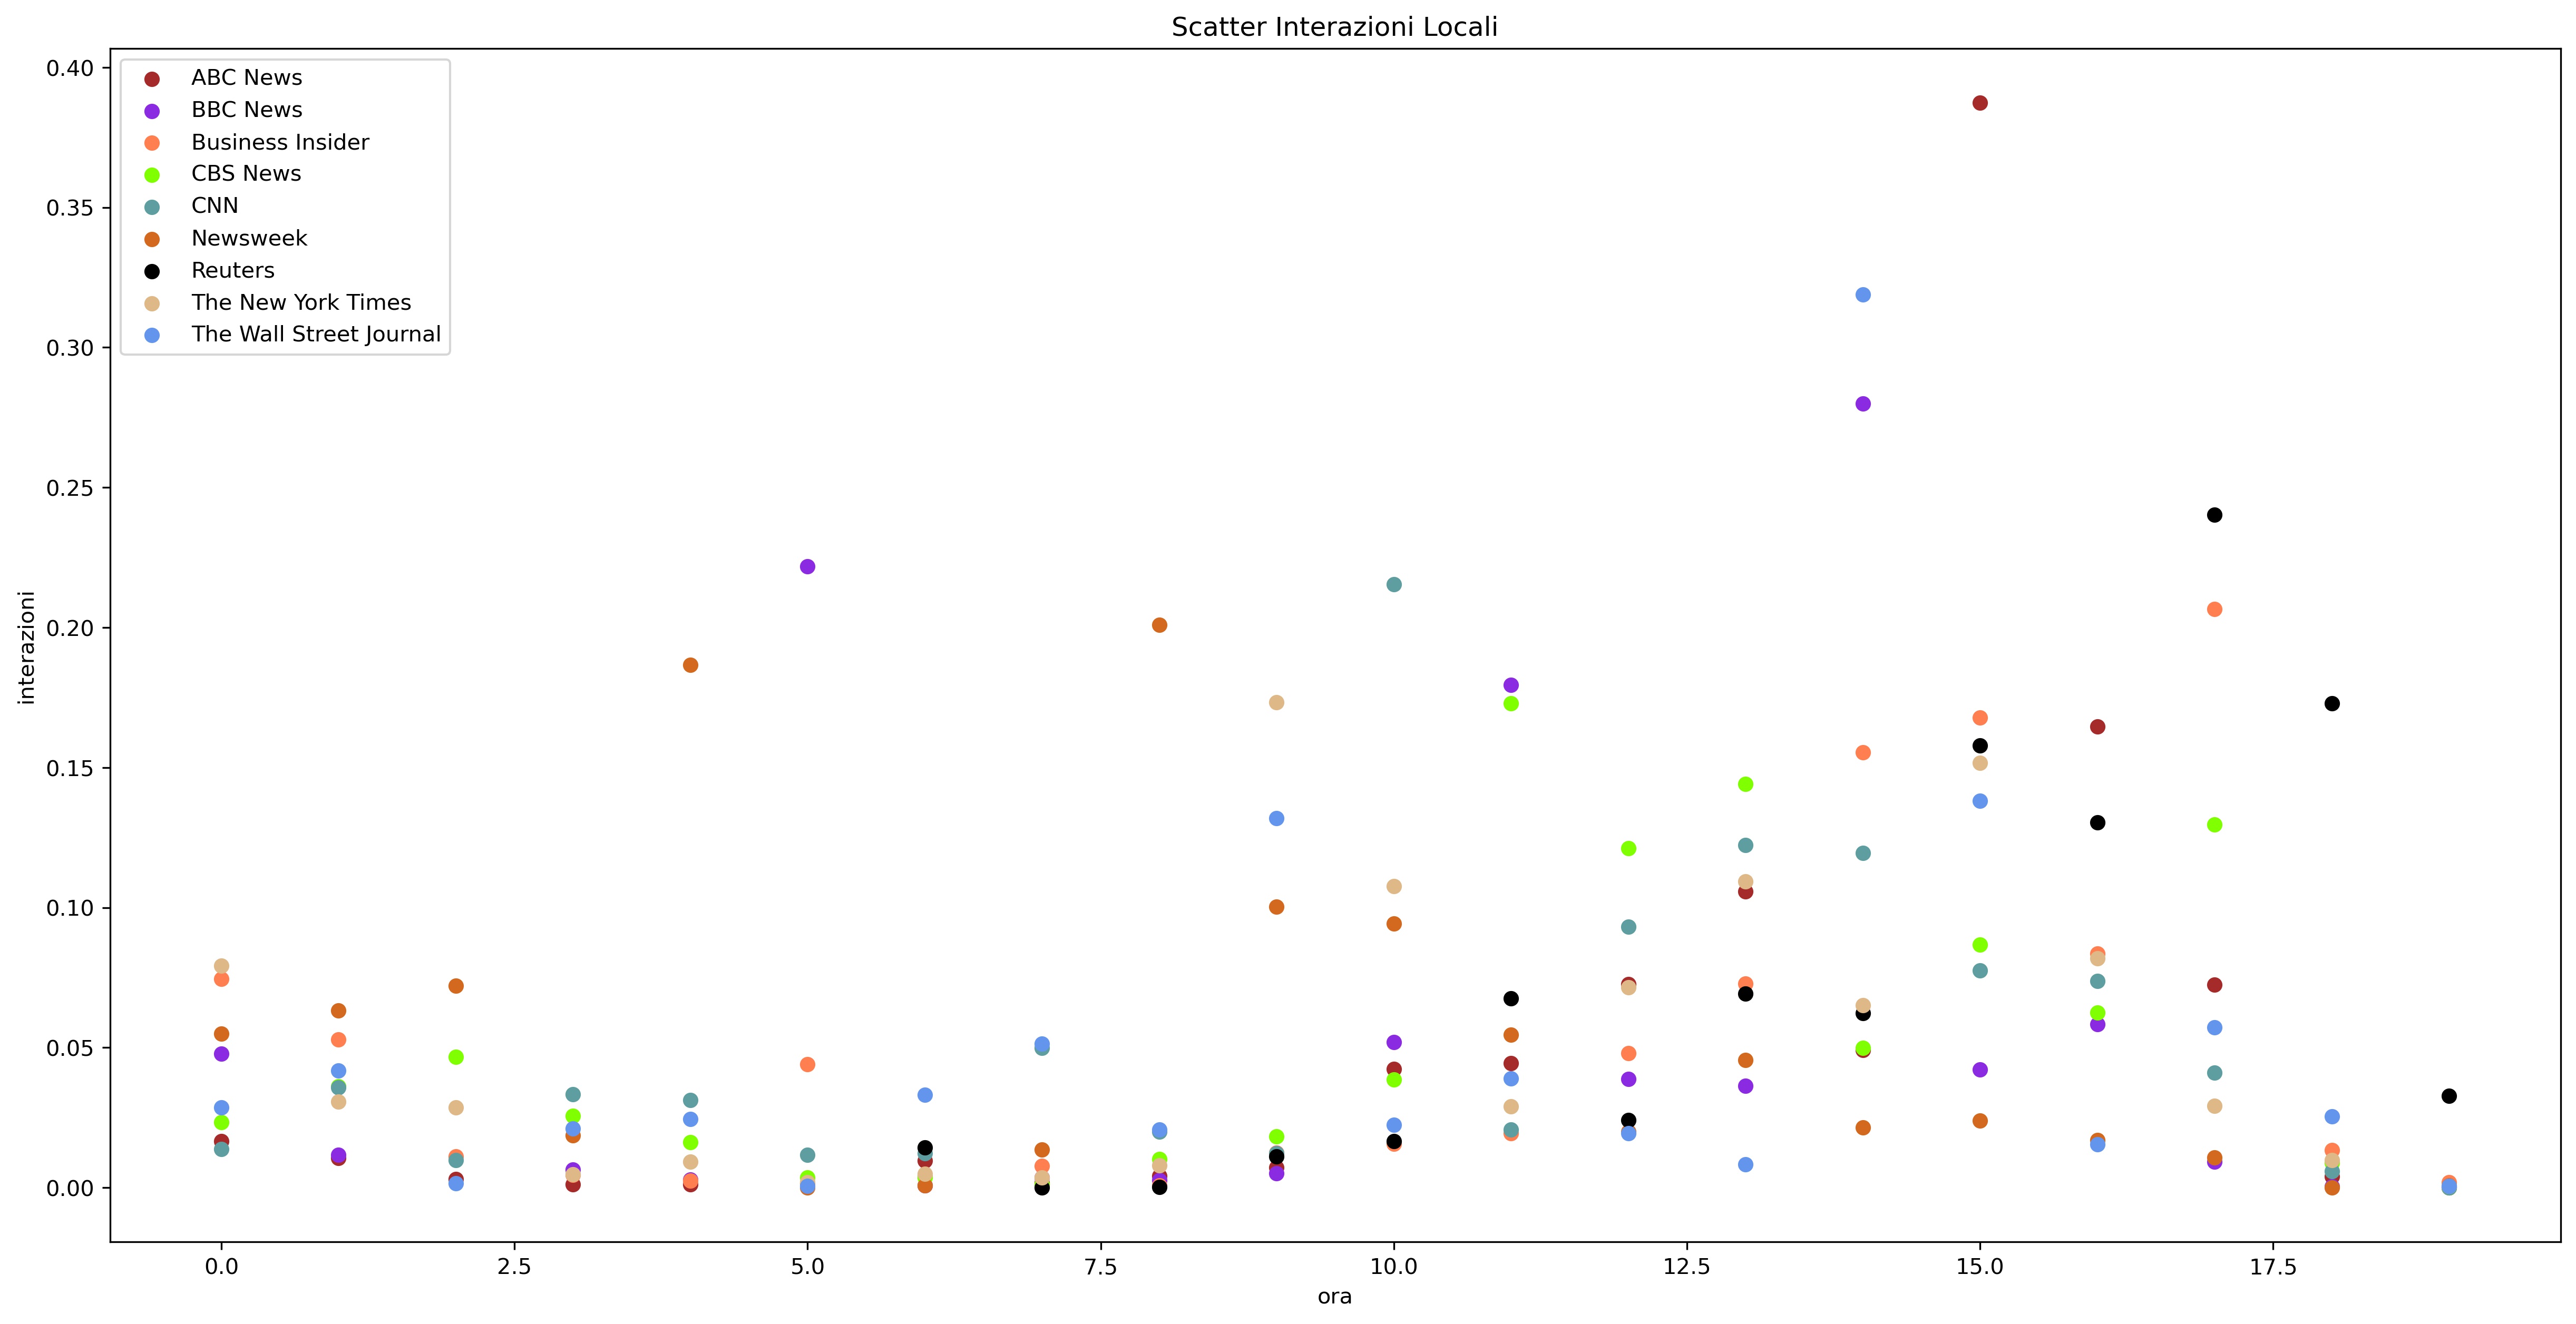 Scatter Interazioni Locali
0.40
0.35
0.30
0.25
0.20
0.15
0.10
0.05
0.00
interazioni
ABC News
BBC News
Business Insider
CBS News
CNN
Newsweek
Reuters
The New York Times
The Wall Street Journal
0.0 2.5 5.0 7.5 10.0 12.5 15.0 17.5
ora